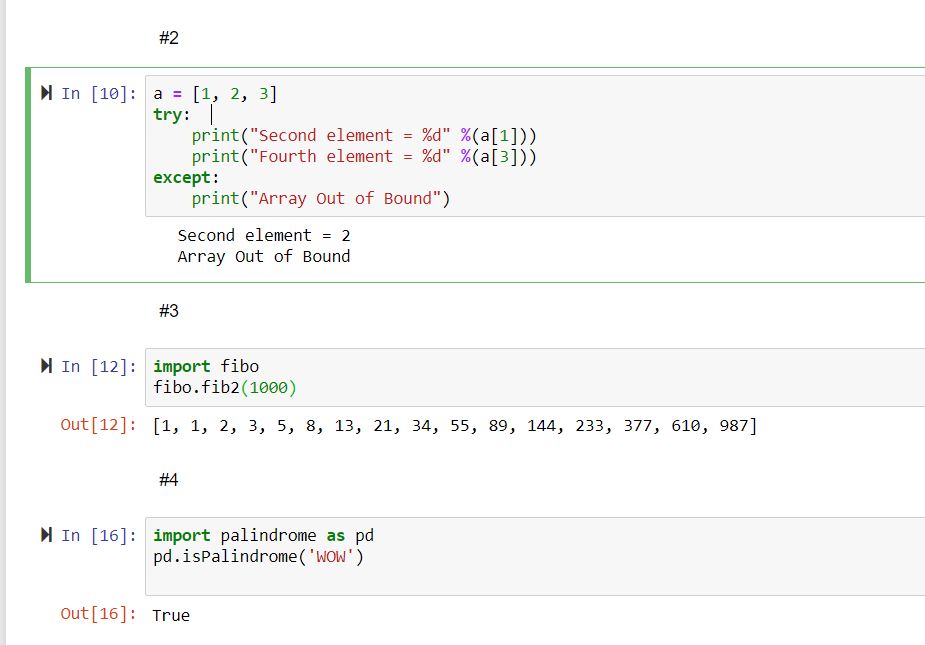 #2
In [10]: a = [1, 2, 3]
try:
    print("Second element = %d" %(a[1]))
    print("Fourth element = %d" %(a[3]))
except:
    print("Array Out of Bound")
Second element = 2
Array Out of Bound
#3
In [12]: import fibo
fibo.fib2(1000)
Out[12]: [1, 1, 2, 3, 5, 8, 13, 21, 34, 55, 89, 144, 233, 377, 610, 987]
#4
In [16]: import palindrome as pd
pd.isPalindrome('WOW')
Out[16]: True